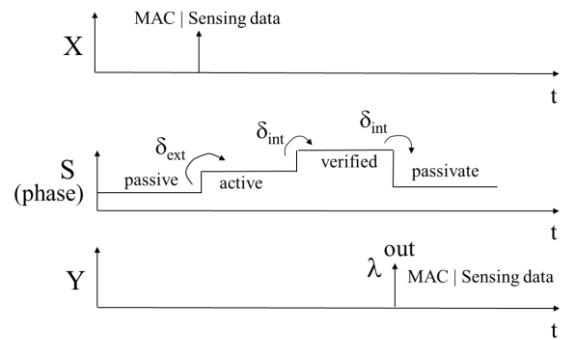 MAC | Sensing data
X
t
δext
δint
δint
S
(phase)
passive
active
verified
passivate
t
out
λ
Y
MAC | Sensing data
t